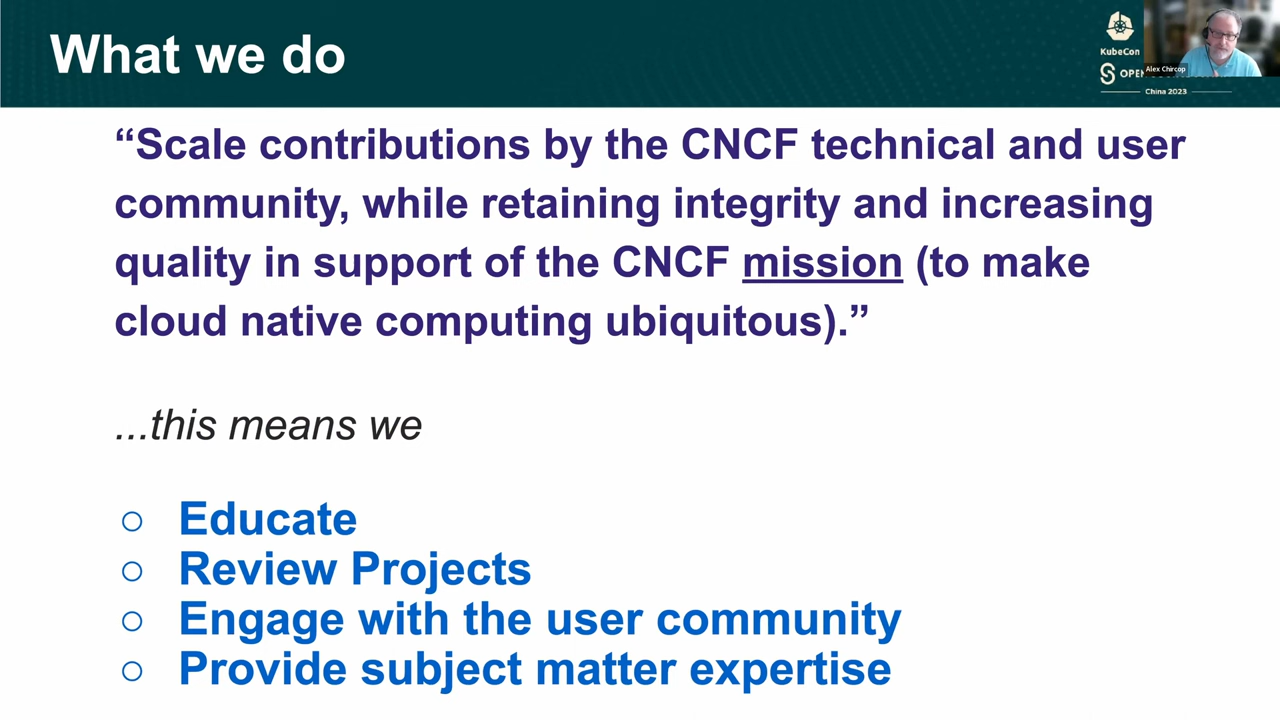 What we do
KubeCon
Alex Chircop
China 2023
“Scale contributions by the CNCF technical and user
community, while retaining integrity and increasing
quality in support of the CNCF mission (to make
cloud native computing ubiquitous).”
...this means we
○ Educate
○ Review Projects
○ Engage with the user community
○ Provide subject matter expertise